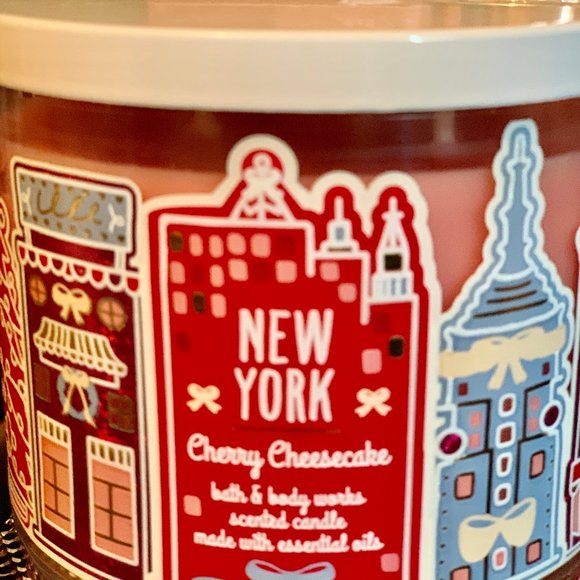 NEW
YORK
Cherry Cheesecake
bath & body works
scented candle
made with essential oils